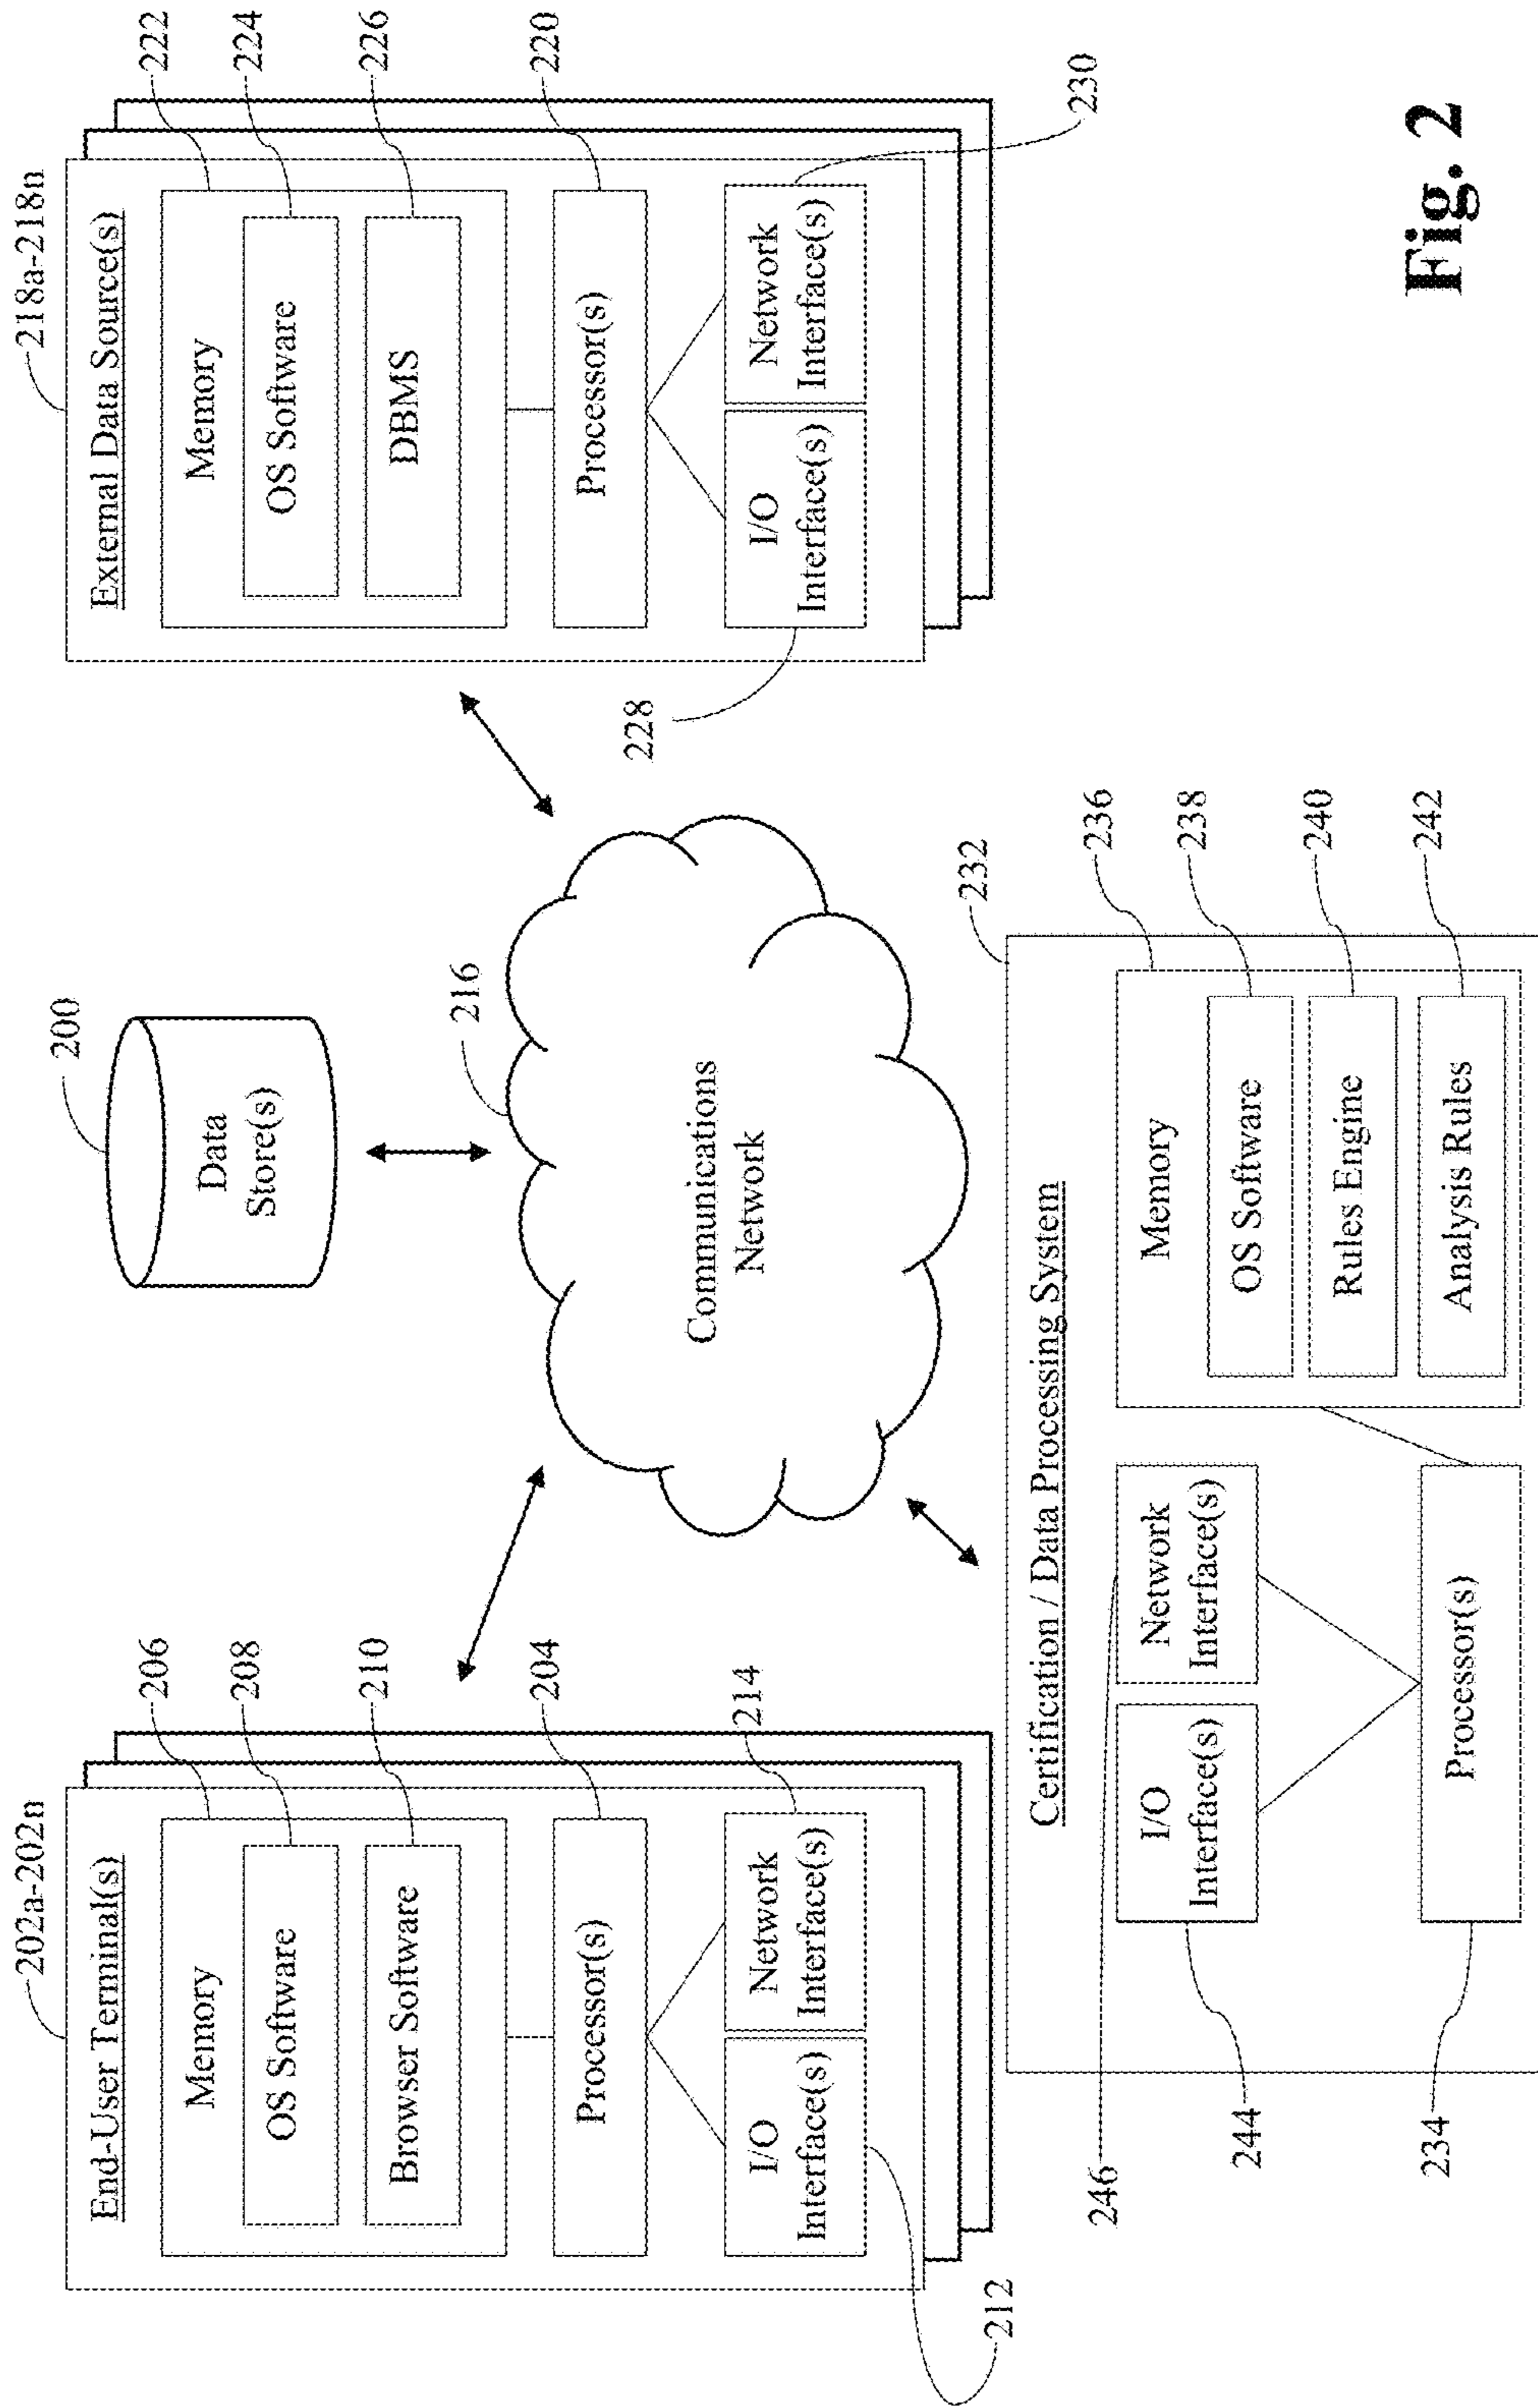 202a-202n
End-User Terminal(s)
Memory
206
OS Software
208
Browser Software
210
Processor(s)
204
I/O
Interface(s)
Network
Interface(s)
214
212
200
Data
Store(s)
216
Communications
Network
218a-218n
External Data Source(s)
Memory
222
OS Software
224
DBMS
226
Processor(s)
220
I/O
Interface(s)
Network
Interface(s)
228
230
232
Certification / Data Processing System
246
I/O
Interface(s)
Network
Interface(s)
244
Processor(s)
234
Memory
236
OS Software
238
Rules Engine
240
Analysis Rules
242
Fig. 2